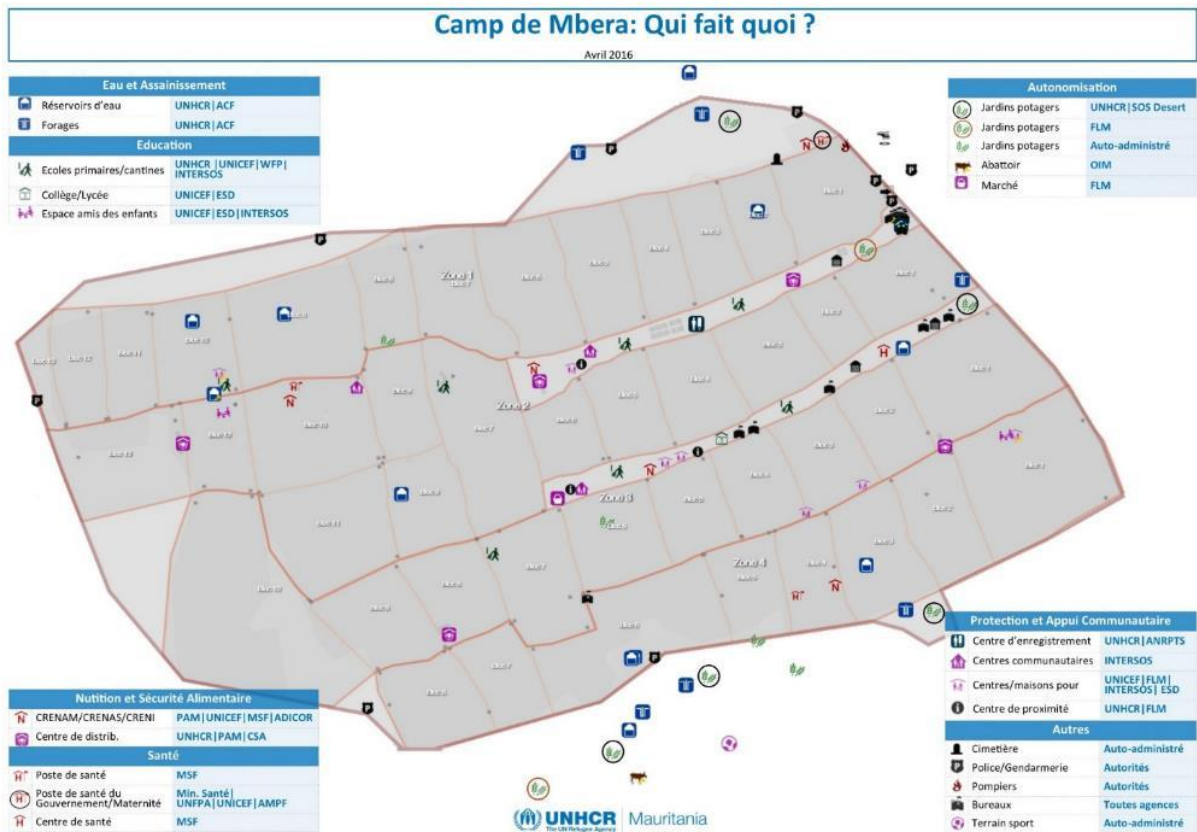 Camp de Mbera: Qui fait quoi ?
Avril 2016
Eau et Assainissement
Réservoirs d'eau UNHCR|ACF
Forages UNHCR|ACF
Education
Ecoles primaires/cantines UNHCR |UNICEF|WFP|
INTERSOS
Collège/Lycée UNICEF|ESD
Espace amis des enfants UNICEF|ESD|INTERSOS
Autonomisation
Jardins potagers UNHCR|SOS Desert
Jardins potagers FLM
Jardins potagers Auto-administré
Abattoir OIM
Marché FLM
Zone 1
Zone 2
Zone 3
Zone 4
Nutition et Sécurité Alimentaire
CRENAM/CRENAS/CRENI PAM|UNICEF|MSF|ADICOR
Centre de distrib. UNHCR|PAM|CSA
Santé
Poste de santé MSF
Poste de santé du
Gouvernement/Maternité Min. Santé|
UNFPA|UNICEF|AMPF
Centre de santé MSF
Protection et Appui Communautaire
Centre d'enregistrement UNHCR|ANRPTS
Centres communautaires INTERSOS
Centres/maisons pour UNICEF|FLM|
INTERSOS| ESD
Centre de proximité UNHCR|FLM
Autres
Cimetière Auto-administré
Police/Gendarmerie Autorités
Pompiers Autorités
Bureaux Toutes agences
Terrain sport Auto-administré
UNHCR Mauritania
The UN Refugee Agency